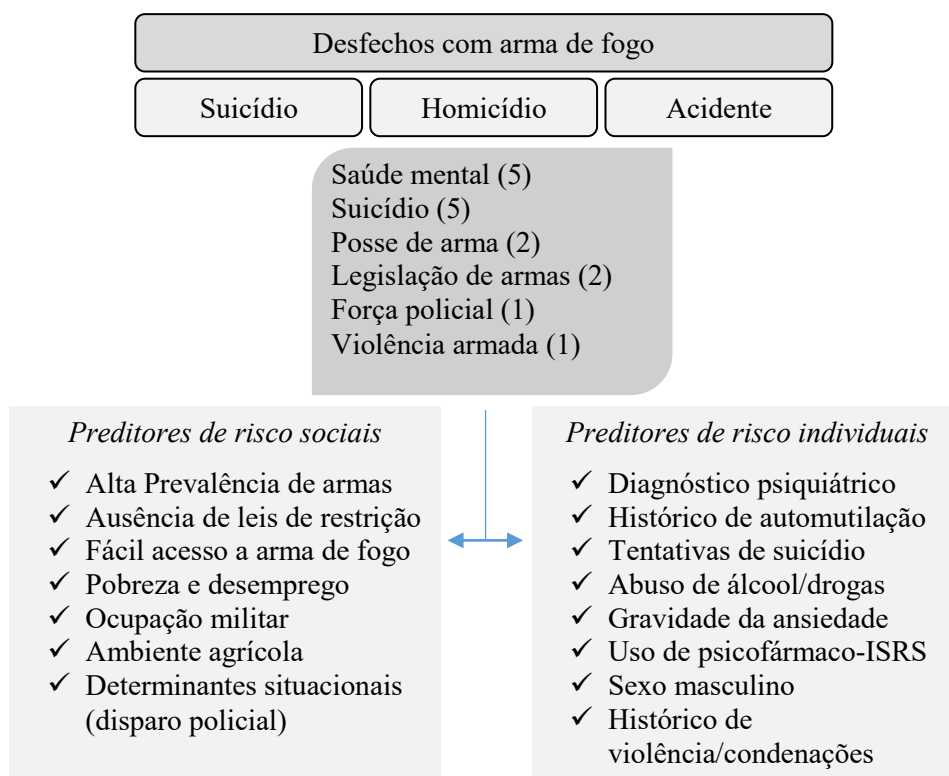 Desfechos com arma de fogo
Suicídio
Homicídio
Acidente
Saúde mental (5)
Suicídio (5)
Posse de arma (2)
Legislação de armas (2)
Força policial (1)
Violência armada (1)
Preditores de risco sociais
✓ Alta Prevalência de armas
✓ Ausência de leis de restrição
✓ Fácil acesso a arma de fogo
✓ Pobreza e desemprego
✓ Ocupação militar
✓ Ambiente agrícola
✓ Determinantes situacionais
(disparo policial)
Preditores de risco individuais
✓ Diagnóstico psiquiátrico
✓ Histórico de automutilação
✓ Tentativas de suicídio
✓ Abuso de álcool/drogas
✓ Gravidade da ansiedade
✓ Uso de psicofármaco-ISRS
✓ Sexo masculino
✓ Histórico de
violência/condenações